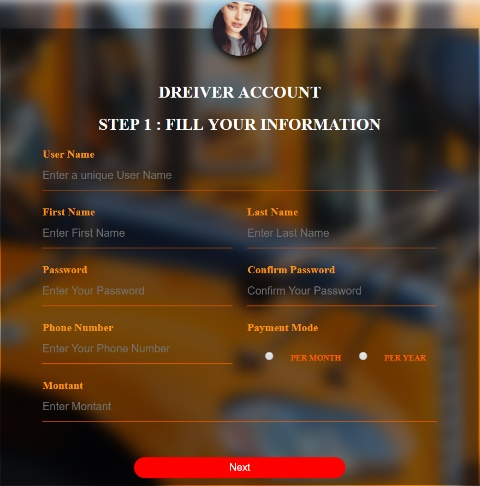 DREIVER ACCOUNT
STEP 1 : FILL YOUR INFORMATION
User Name
Enter a unique User Name
First Name
Last Name
Enter First Name
Enter Last Name
Password
Confirm Password
Enter Your Password
Confirm Your Password
Phone Number
Payment Mode
Enter Your Phone Number
PER MONTH
PER YEAR
Montant
Enter Montant
Next